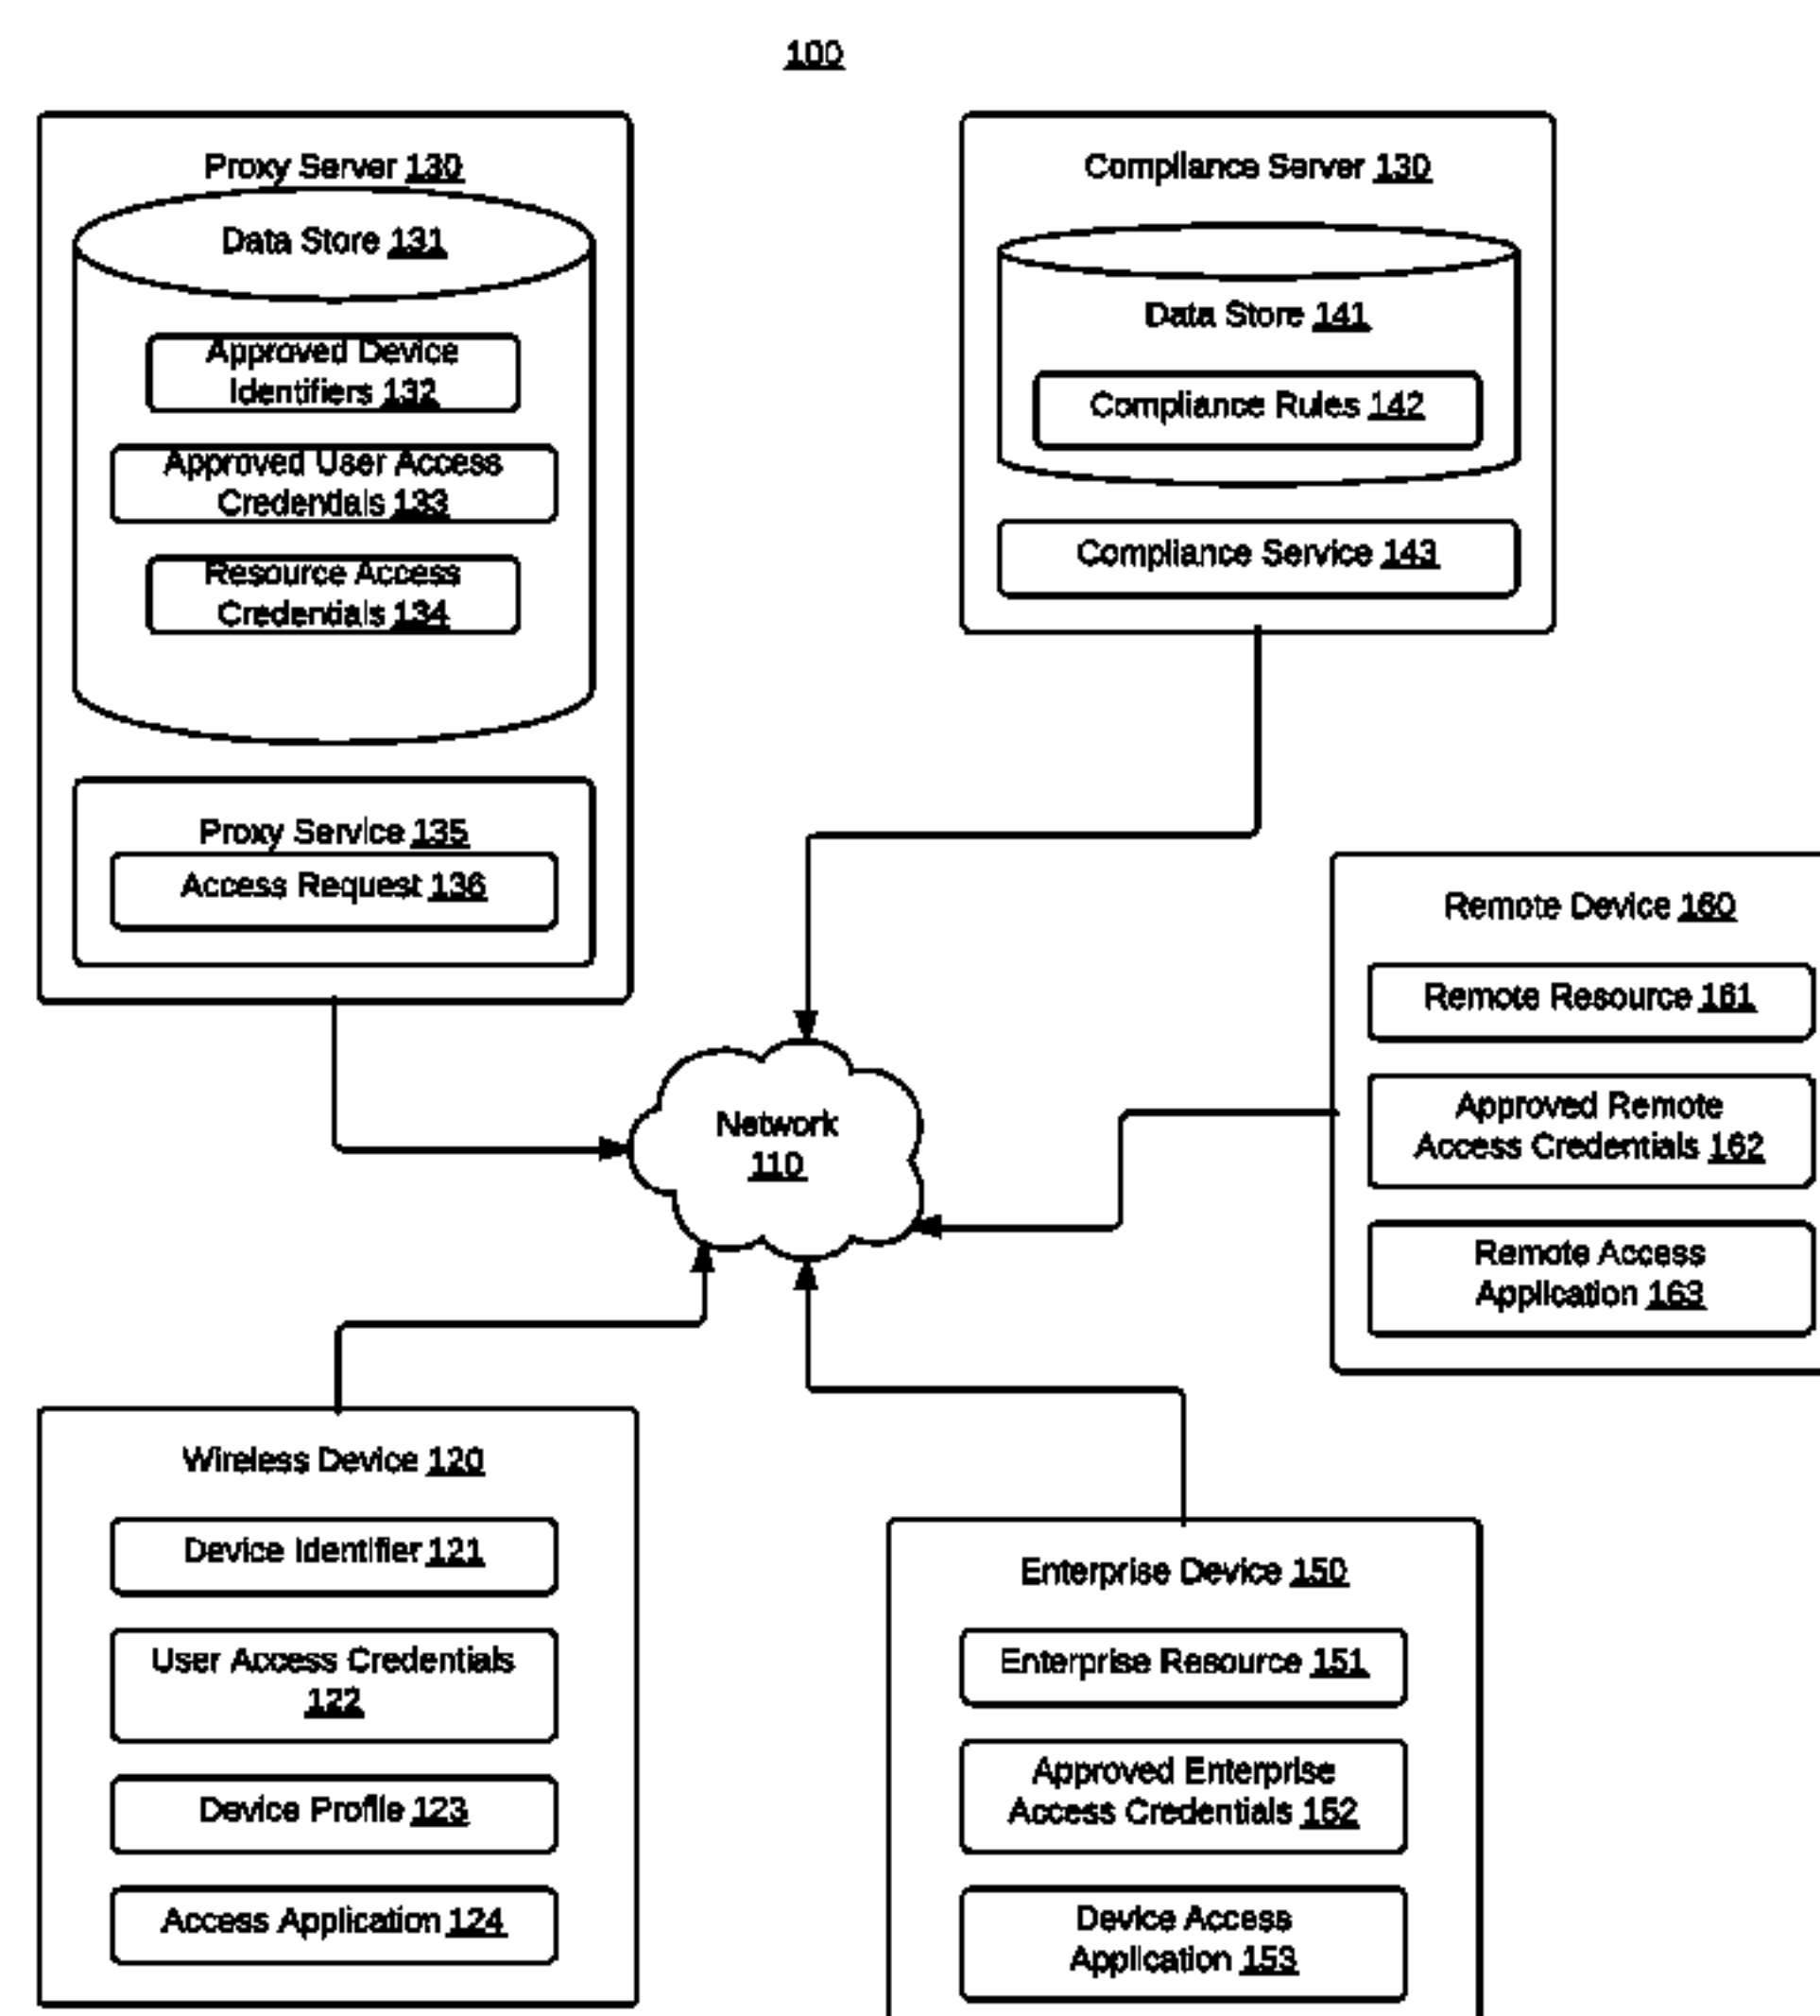 100
Proxy Server 130
Data Store 131
Approved Device
Identifiers 132
Approved User Access
Credentials 133
Resource Access
Credentials 134
Proxy Service 135
Access Request 136
Compliance Server 130
Data Store 141
Compliance Rules 142
Compliance Service 143
Remote Device 160
Remote Resource 161
Approved Remote
Access Credentials 162
Remote Access
Application 163
Network
110
Wireless Device 120
Device Identifier 121
User Access Credentials
122
Device Profile 123
Access Application 124
Enterprise Device 150
Enterprise Resource 151
Approved Enterprise
Access Credentials 152
Device Access
Application 153